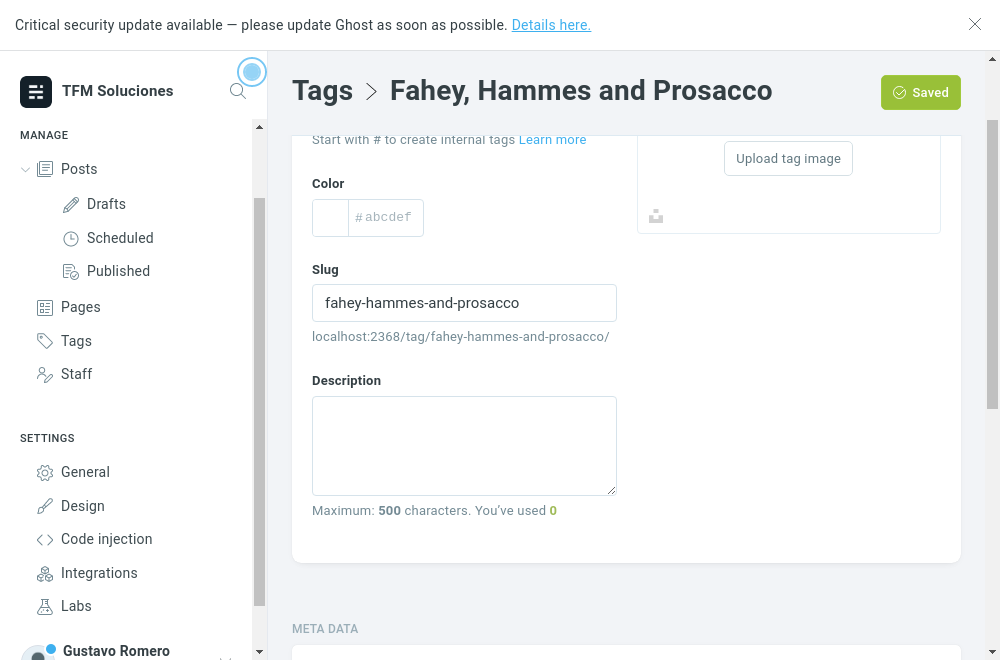 Critical security update available — please update Ghost as soon as possible. Details here.
TFM Soluciones
MANAGE
Posts
Drafts
Scheduled
Published
Pages
Tags
Staff
SETTINGS
General
Design
Code injection
Integrations
Labs
Gustavo Romero
Tags > Fahey, Hammes and Prosacco
Saved
Start with # to create internal tags Learn more
Upload tag image
Color
# abcdef
Slug
fahey-hammes-and-prosacco
localhost:2368/tag/fahey-hammes-and-prosacco/
Description
Maximum: 500 characters. You've used 0
META DATA